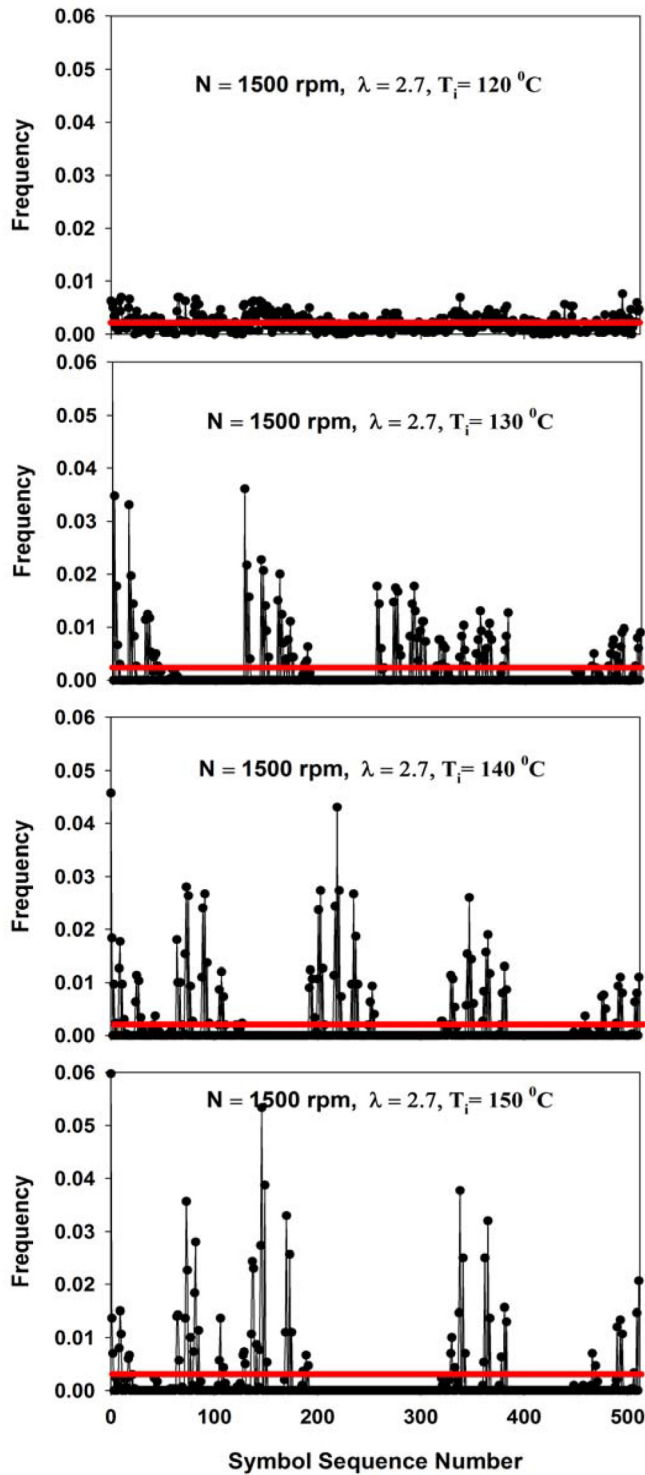 0.06
N = 1500 rpm, λ = 2.7, Tᵢ= 120 ⁰C
0.05
0.04
Frequency
0.03
0.02
0.01
0.00
0.06
N = 1500 rpm, λ = 2.7, Tᵢ= 130 ⁰C
0.05
0.04
Frequency
0.03
0.02
0.01
0.00
0.06
N = 1500 rpm, λ = 2.7, Tᵢ= 140 ⁰C
0.05
0.04
Frequency
0.03
0.02
0.01
0.00
0.06
N = 1500 rpm, λ = 2.7, Tᵢ= 150 ⁰C
0.05
0.04
Frequency
0.03
0.02
0.01
0.00
0 100 200 300 400 500
Symbol Sequence Number